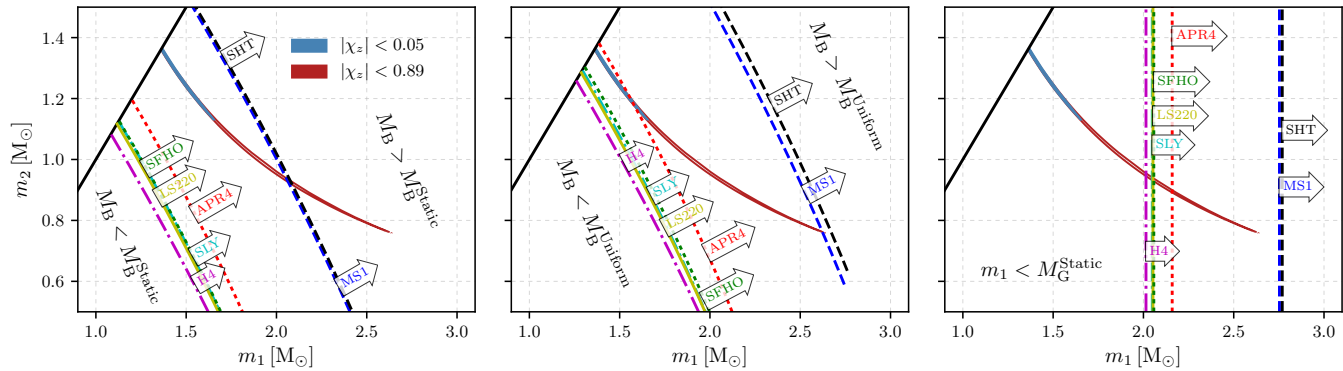 1.4
1.2
1.0
0.8
0.6
m₂ [M⊙]
1.0 1.5 2.0 2.5 3.0
m₁ [M⊙]
|χ_z| < 0.05
|χ_z| < 0.89
SHT
SFHO
LS220
APR4
SLY
H4
MS1
M_B < M_B^Static
M_B > M_B^Static
1.0 1.5 2.0 2.5 3.0
m₁ [M⊙]
SHT
H4
SLY
MS1
LS220
APR4
SFHO
M_B < M_B^Uniform
M_B > M_B^Uniform
1.0 1.5 2.0 2.5 3.0
m₁ [M⊙]
APR4
SFHO
LS220
SHT
SLY
MS1
H4
m₁ < M_G^Static